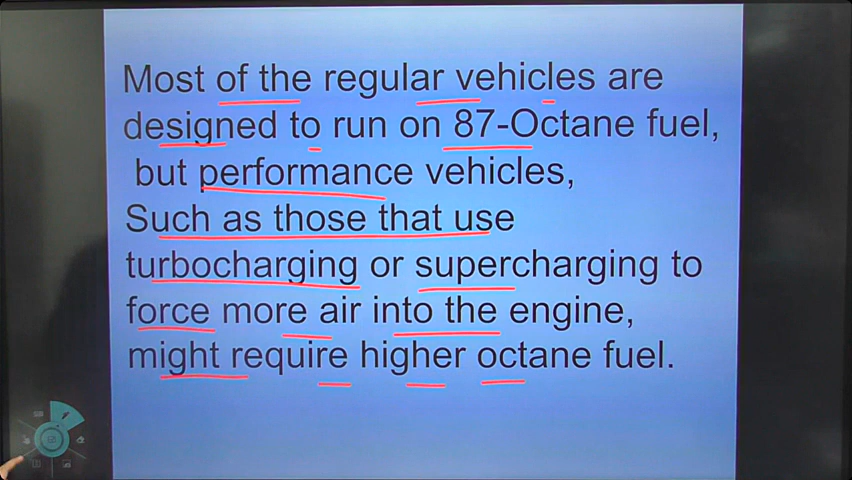 Most of the regular vehicles are
designed to run on 87-Octane fuel,
but performance vehicles,
Such as those that use
turbocharging or supercharging to
force more air into the engine,
might require higher octane fuel.